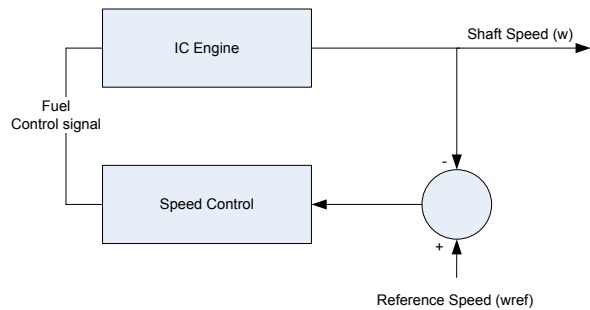 IC Engine
Shaft Speed (w)
Fuel
Control signal
-
Speed Control
+
Reference Speed (wref)